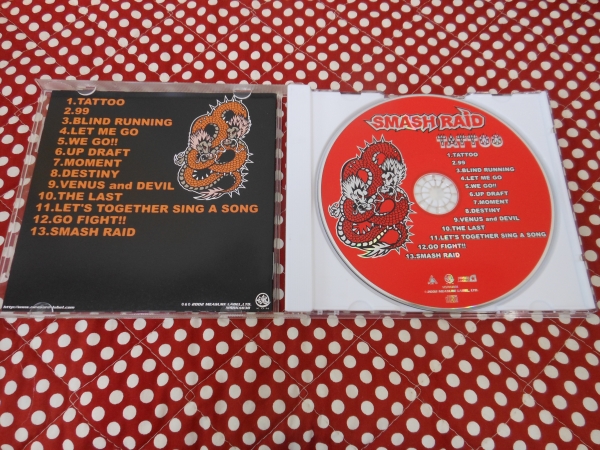 1.TATTOO
2.99
3.BLIND RUNNING
4.LET ME GO
5.WE GO!!
6.UP DRAFT
7.MOMENT
8.DESTINY
9.VENUS and DEVIL
10.THE LAST
11.LET'S TOGETHER SING A SONG
12.GO FIGHT!!
13.SMASH RAID
SMASH RAID
TATTOO
1.TATTOO
2.99
3.BLIND RUNNING
4.LET ME GO
5.WE GO!!
6.UP DRAFT
7.MOMENT
8.DESTINY
9.VENUS and DEVIL
10.THE LAST
11.LET'S TOGETHER SING A SONG
12.GO FIGHT!!
13.SMASH RAID